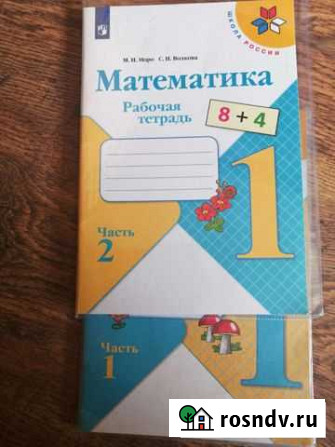 ШКОЛА РОССИИ
М. И. Моро С. И. Волкова
Математика
Рабочая
тетрадь
8 + 4
Часть
2
1
Часть
1
1
rosndv.ru